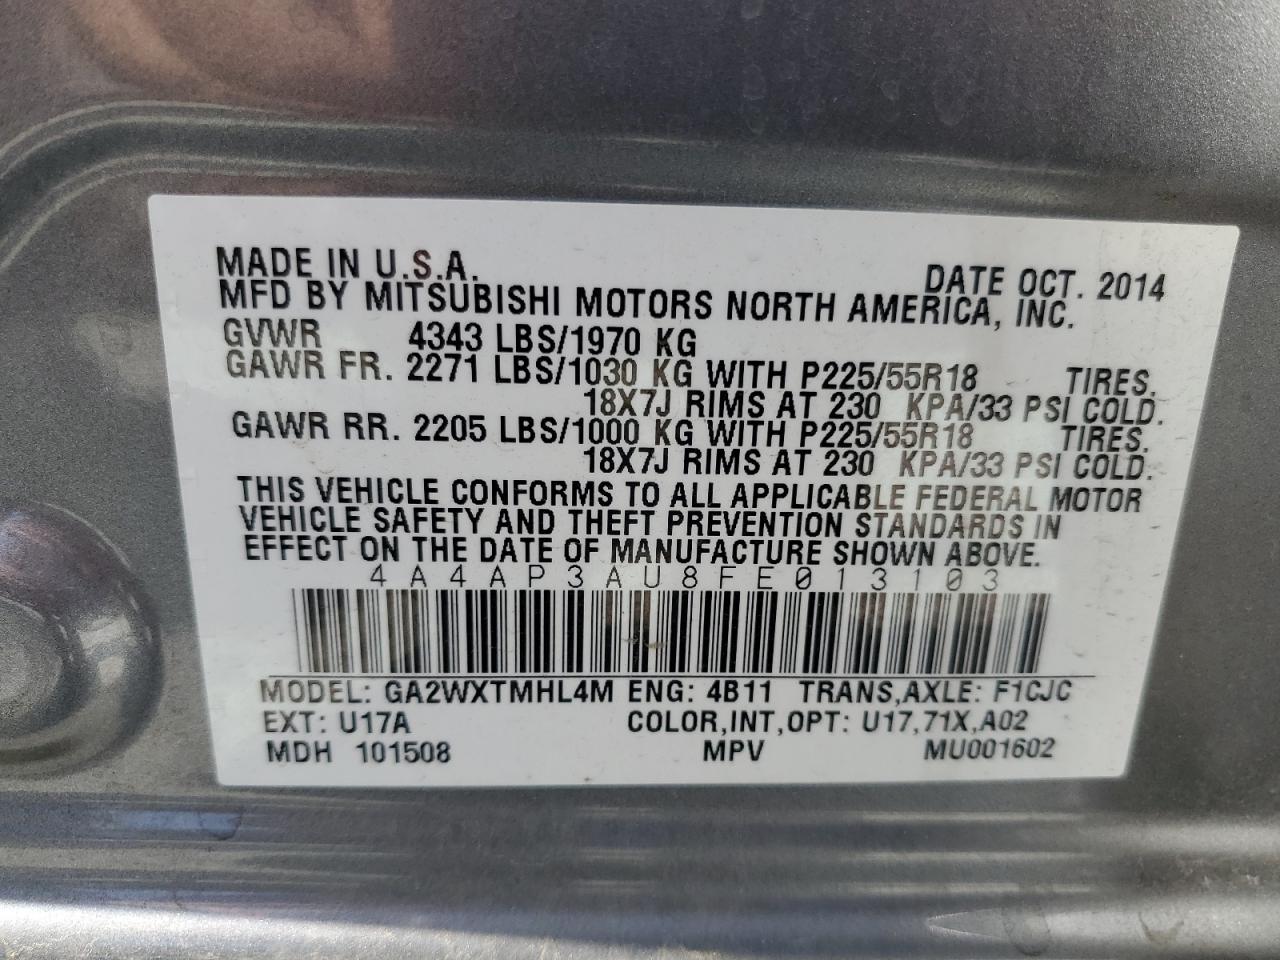 MADE IN U.S.A. DATE OCT. 2014
MFD BY MITSUBISHI MOTORS NORTH AMERICA, INC.
GVWR 4343 LBS/1970 KG
GAWR FR. 2271 LBS/1030 KG WITH P225/55R18 TIRES.
18X7J RIMS AT 230 KPA/33 PSI COLD.
GAWR RR. 2205 LBS/1000 KG WITH P225/55R18 TIRES.
18X7J RIMS AT 230 KPA/33 PSI COLD.
THIS VEHICLE CONFORMS TO ALL APPLICABLE FEDERAL MOTOR
VEHICLE SAFETY AND THEFT PREVENTION STANDARDS IN
EFFECT ON THE DATE OF MANUFACTURE SHOWN ABOVE.
4A4AP3AU8FE013103
MODEL: GA2WXTMHL4M ENG: 4B11 TRANS,AXLE: F1CJC
EXT: U17A COLOR,INT,OPT: U17,71X,A02
MDH 101508 MPV MU001602